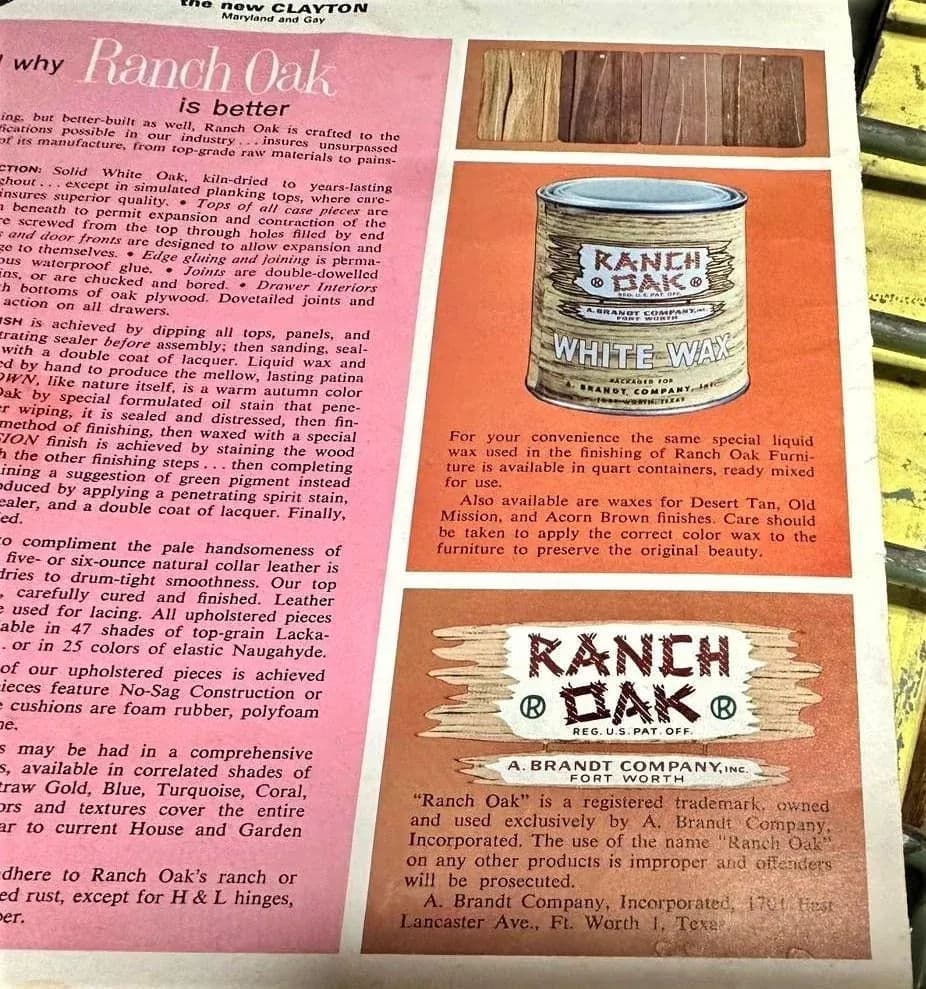 the new CLAYTON
Maryland and Gay
why Ranch Oak
is better
ing, but better-built as well, Ranch Oak is crafted to the
fications possible in our industry . . . insures unsurpassed
of its manufacture, from top-grade raw materials to pains-
CTION: Solid White Oak, kiln-dried to years-lasting
ghout . . . except in simulated planking tops, where care-
insures superior quality. • Tops of all case pieces are
beneath to permit expansion and contraction of the
re screwed from the top through holes filled by end
s and door fronts are designed to allow expansion and
ge to themselves. • Edge gluing and joining is perma-
ous waterproof glue. • Joints are double-dowelled
ins, or are chucked and bored. • Drawer Interiors
h bottoms of oak plywood. Dovetailed joints and
action on all drawers.
ISH is achieved by dipping all tops, panels, and
trating sealer before assembly; then sanding, seal-
with a double coat of lacquer. Liquid wax and
ed by hand to produce the mellow, lasting patina
OWN, like nature itself, is a warm autumn color
Oak by special formulated oil stain that pene-
er wiping, it is sealed and distressed, then fin-
method of finishing, then waxed with a special
SION finish is achieved by staining the wood
h the other finishing steps . . . then completing
ining a suggestion of green pigment instead
oduced by applying a penetrating spirit stain,
ealer, and a double coat of lacquer. Finally,
ed.
to compliment the pale handsomeness of
five- or six-ounce natural collar leather is
dries to drum-tight smoothness. Our top
, carefully cured and finished. Leather
e used for lacing. All upholstered pieces
able in 47 shades of top-grain Lacka-
. or in 25 colors of elastic Naugahyde.
of our upholstered pieces is achieved
ieces feature No-Sag Construction or
e cushions are foam rubber, polyfoam
ne.
s may be had in a comprehensive
s, available in correlated shades of
traw Gold, Blue, Turquoise, Coral,
ors and textures cover the entire
ar to current House and Garden
adhere to Ranch Oak's ranch or
ed rust, except for H & L hinges,
per.
RANCH
® OAK ®
REG. U.S. PAT. OFF.
A. BRANDT COMPANY, INC.
FORT WORTH
WHITE WAX
PACKAGED FOR
A. BRANDT COMPANY, INC.
FORT WORTH, TEXAS
For your convenience the same special liquid
wax used in the finishing of Ranch Oak Furni-
ture is available in quart containers, ready mixed
for use.
Also available are waxes for Desert Tan, Old
Mission, and Acorn Brown finishes. Care should
be taken to apply the correct color wax to the
furniture to preserve the original beauty.
RANCH
® OAK ®
REG. U.S. PAT. OFF.
A. BRANDT COMPANY, INC.
FORT WORTH
"Ranch Oak" is a registered trademark, owned
and used exclusively by A. Brandt Company,
Incorporated. The use of the name "Ranch Oak"
on any other products is improper and offenders
will be prosecuted.
A. Brandt Company, Incorporated, 1701 East
Lancaster Ave., Ft. Worth 1, Texas